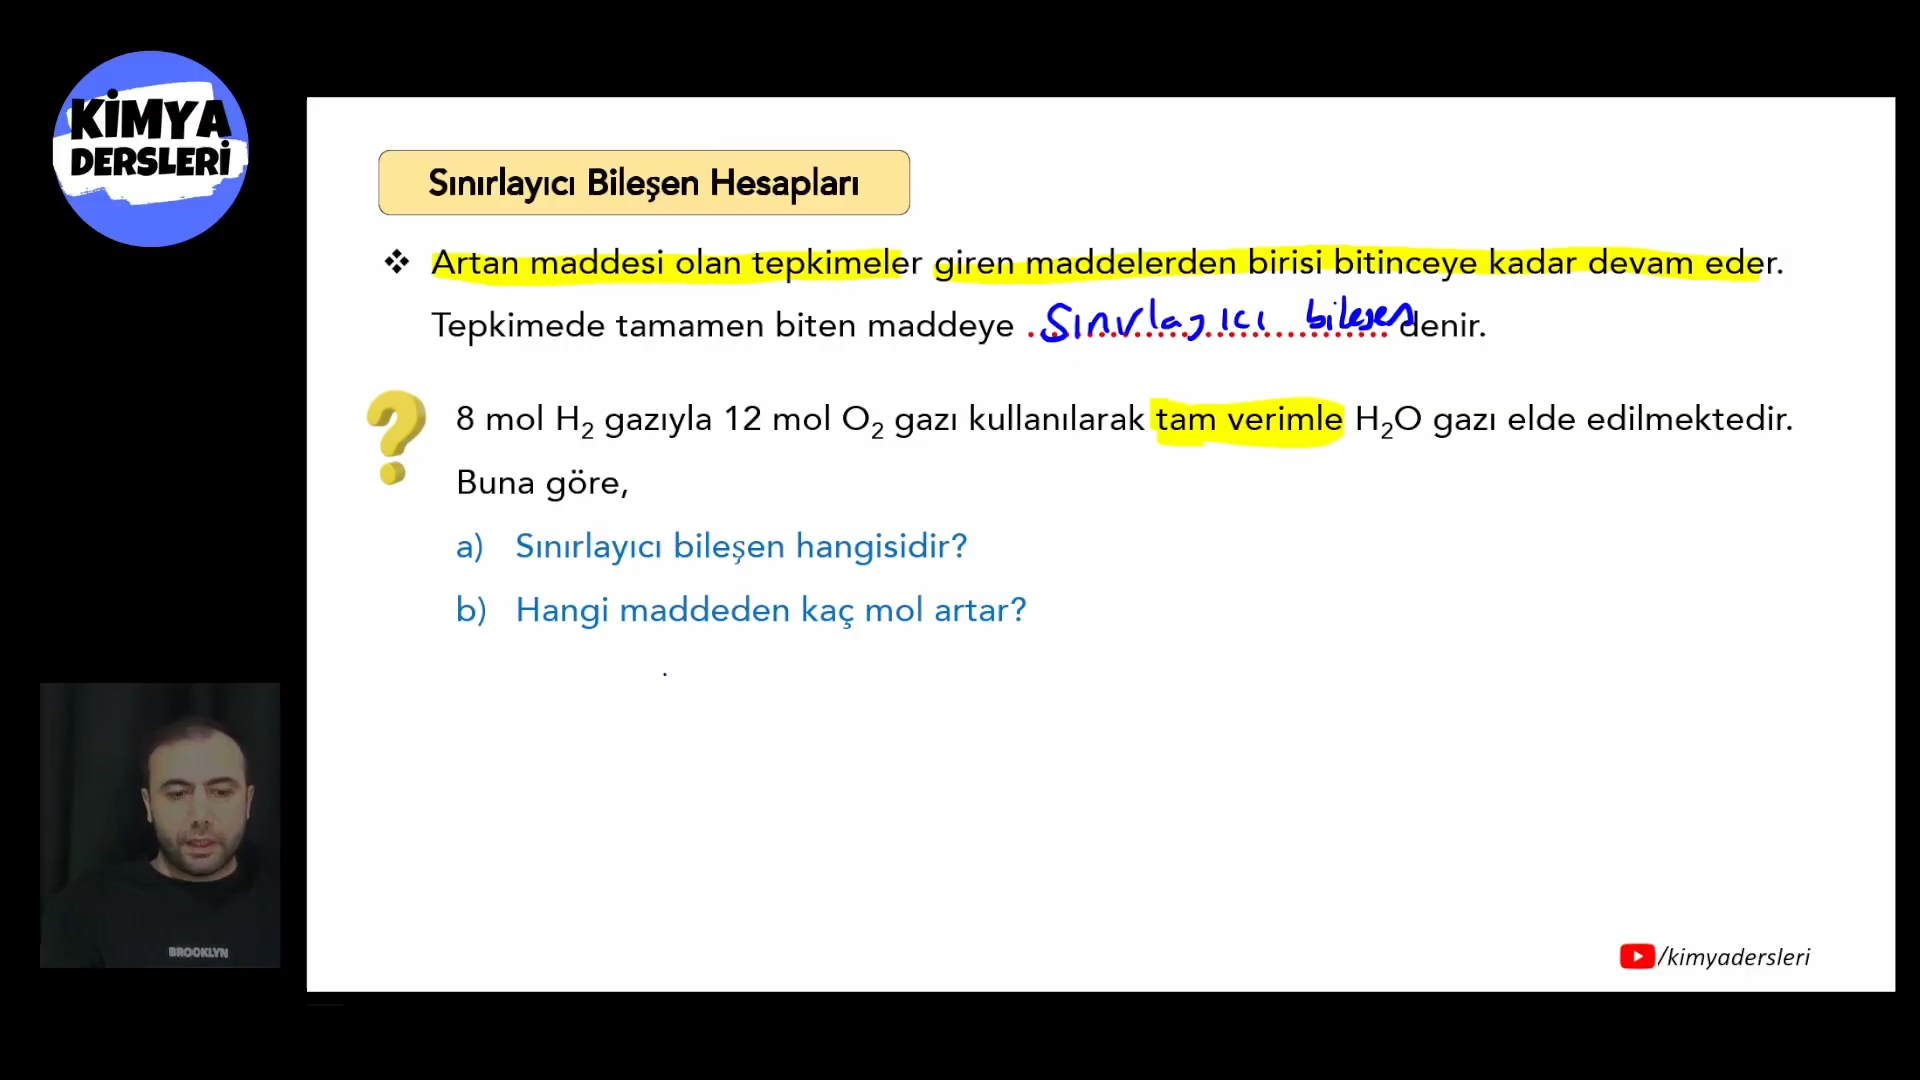 KİMYA
DERSLERİ
Sınırlayıcı Bileşen Hesapları
❖ Artan maddesi olan tepkimeler giren maddelerden birisi bitinceye kadar devam eder.
Tepkimede tamamen biten maddeye Sınırlayıcı bileşen denir.
8 mol H₂ gazıyla 12 mol O₂ gazı kullanılarak tam verimle H₂O gazı elde edilmektedir.
Buna göre,
a) Sınırlayıcı bileşen hangisidir?
b) Hangi maddeden kaç mol artar?
BROOKLYN
/kimyadersleri